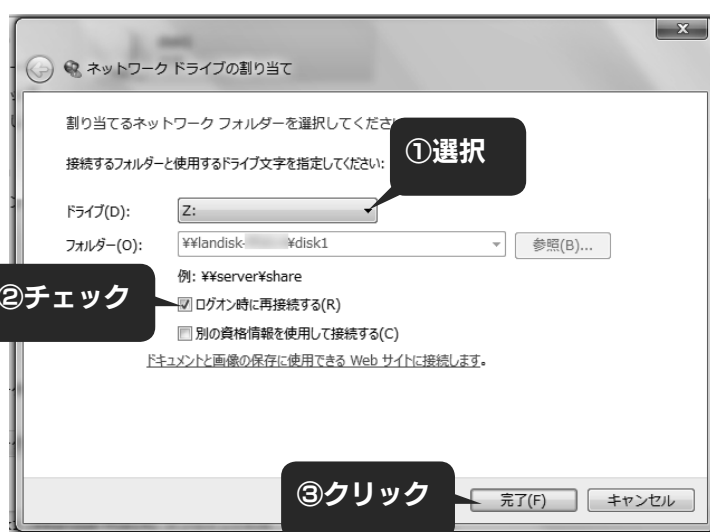 ネットワーク ドライブの割り当て
割り当てるネットワーク フォルダーを選択してくださ
①選択
接続するフォルダーと使用するドライブ文字を指定してください:
ドライブ(D): Z:
フォルダー(O): ¥¥landisk- ¥disk1 参照(B)...
例: ¥¥server¥share
②チェック
ログオン時に再接続する(R)
別の資格情報を使用して接続する(C)
ドキュメントと画像の保存に使用できる Web サイトに接続します。
③クリック
完了(F) キャンセル